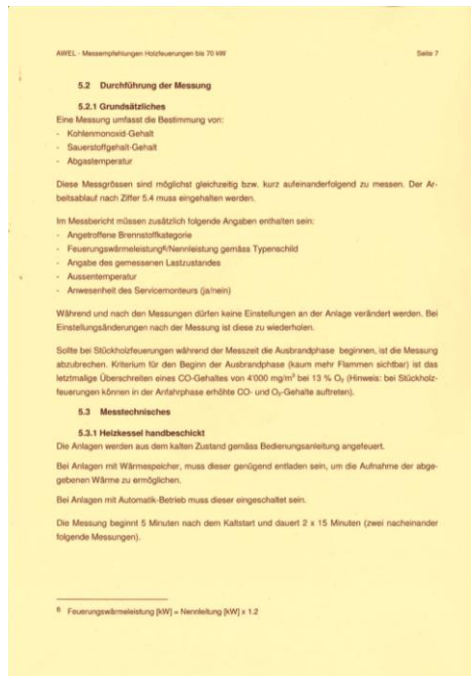 AWEL - Messempfehlungen Holzfeuerungen bis 70 kW Seite 7
5.2 Durchführung der Messung
5.2.1 Grundsätzliches
Eine Messung umfasst die Bestimmung von:
- Kohlenmonoxid-Gehalt
- Sauerstoffgehalt-Gehalt
- Abgastemperatur
Diese Messgrössen sind möglichst gleichzeitig bzw. kurz aufeinanderfolgend zu messen. Der Ar-
beitsablauf nach Ziffer 5.4 muss eingehalten werden.
Im Messbericht müssen zusätzlich folgende Angaben enthalten sein:
- Angetroffene Brennstoffkategorie
- Feuerungswärmeleistung⁶/Nennleistung gemäss Typenschild
- Angabe des gemessenen Lastzustandes
- Aussentemperatur
- Anwesenheit des Servicemonteurs (ja/nein)
Während und nach den Messungen dürfen keine Einstellungen an der Anlage verändert werden. Bei
Einstellungsänderungen nach der Messung ist diese zu wiederholen.
Sollte bei Stückholzfeuerungen während der Messzeit die Ausbrandphase beginnen, ist die Messung
abzubrechen. Kriterium für den Beginn der Ausbrandphase (kaum mehr Flammen sichtbar) ist das
letztmalige Überschreiten eines CO-Gehaltes von 4'000 mg/m³ bei 13 % O₂ (Hinweis: bei Stückholz-
feuerungen können in der Anfahrphase erhöhte CO- und O₂-Gehalte auftreten).
5.3 Messtechnisches
5.3.1 Heizkessel handbeschickt
Die Anlagen werden aus dem kalten Zustand gemäss Bedienungsanleitung angefeuert.
Bei Anlagen mit Wärmespeicher, muss dieser genügend entladen sein, um die Aufnahme der abge-
gebenen Wärme zu ermöglichen.
Bei Anlagen mit Automatik-Betrieb muss dieser eingeschaltet sein.
Die Messung beginnt 5 Minuten nach dem Kaltstart und dauert 2 x 15 Minuten (zwei nacheinander
folgende Messungen).
⁶ Feuerungswärmeleistung [kW] = Nennleitung [kW] x 1.2